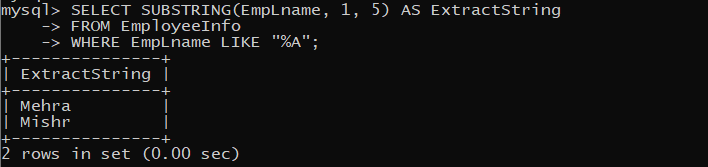 mysql> SELECT SUBSTRING(EmpLname, 1, 5) AS ExtractString
    -> FROM EmployeeInfo
    -> WHERE EmpLname LIKE "%A";
+---------------+
| ExtractString |
+---------------+
| Mehra         |
| Mishr         |
+---------------+
2 rows in set (0.00 sec)